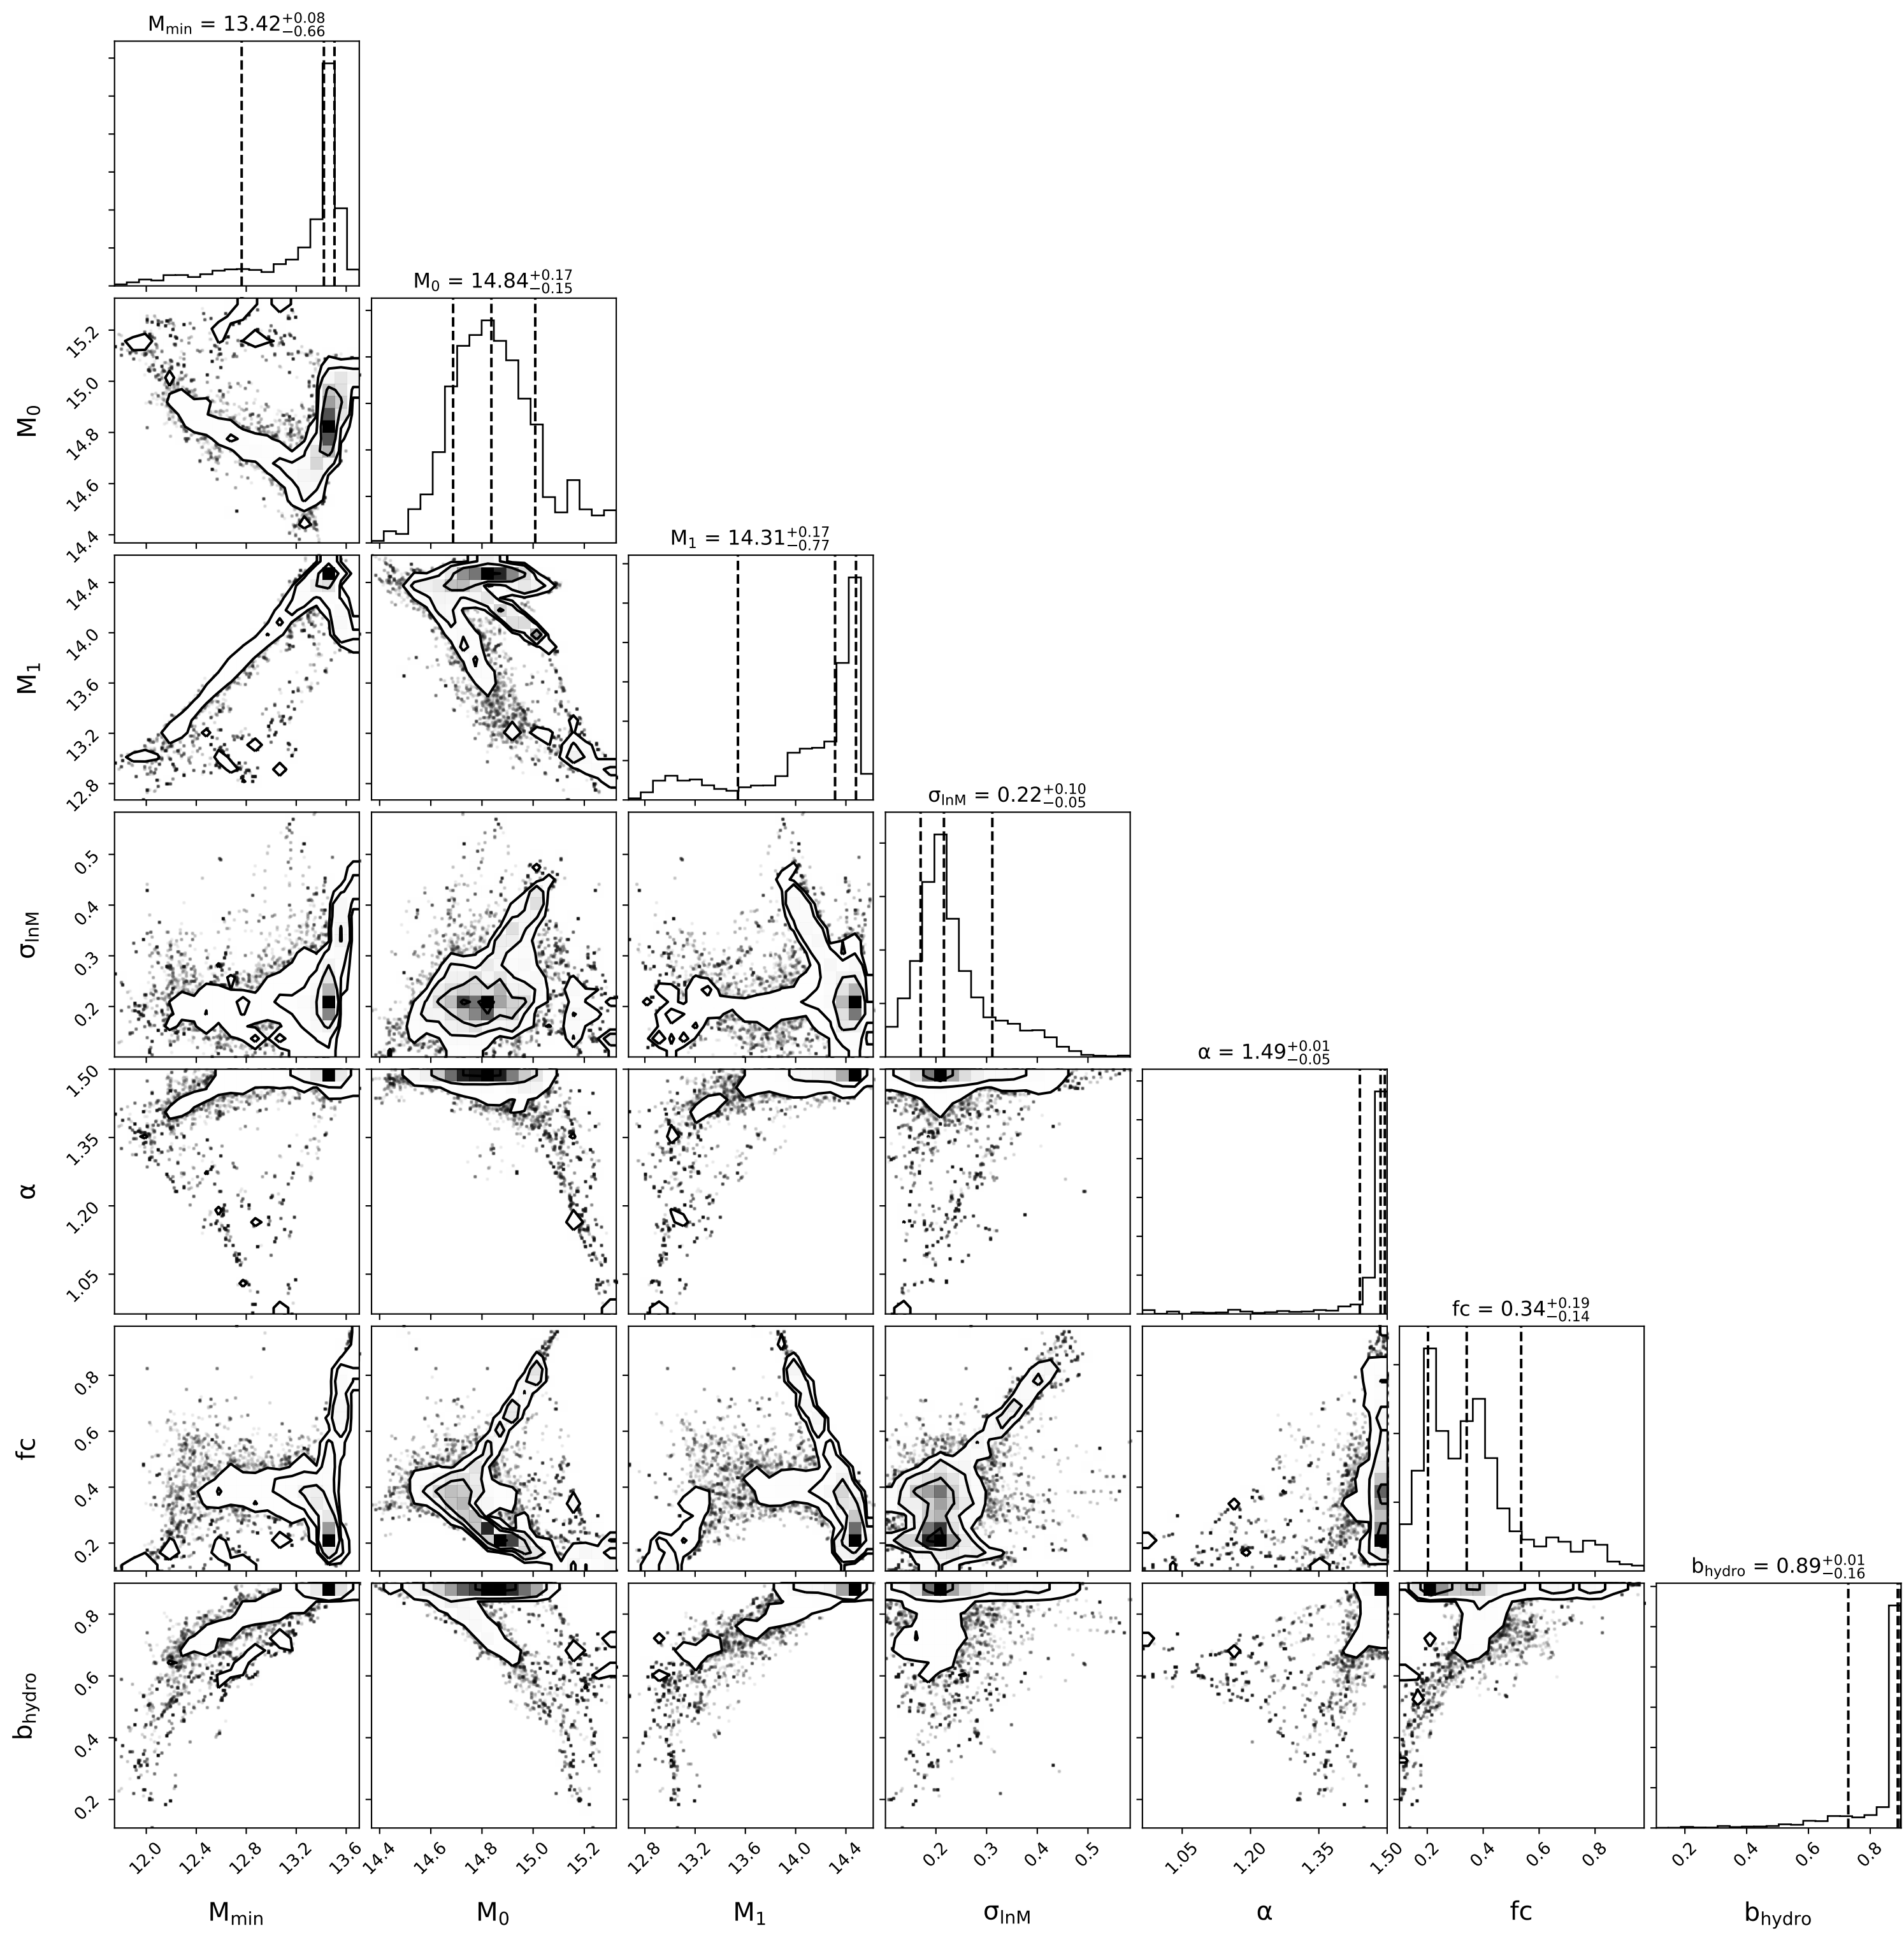 M_min = 13.42 +0.08 −0.66
M_0 = 14.84 +0.17 −0.15
15.2
15.0
14.8
14.6
14.4
M_0
M_1 = 14.31 +0.17 −0.77
14.4
14.0
13.6
13.2
12.8
M_1
σ_lnM = 0.22 +0.10 −0.05
0.5
0.4
0.3
0.2
σ_lnM
α = 1.49 +0.01 −0.05
1.50
1.35
1.20
1.05
α
fc = 0.34 +0.19 −0.14
0.8
0.6
0.4
0.2
fc
b_hydro = 0.89 +0.01 −0.16
0.8
0.6
0.4
0.2
b_hydro
12.0 12.4 12.8 13.2 13.6 14.4 14.6 14.8 15.0 15.2 12.8 13.2 13.6 14.0 14.4 0.2 0.3 0.4 0.5 1.05 1.20 1.35 1.50 0.2 0.4 0.6 0.8 0.2 0.4 0.6 0.8
M_min M_0 M_1 σ_lnM α fc b_hydro